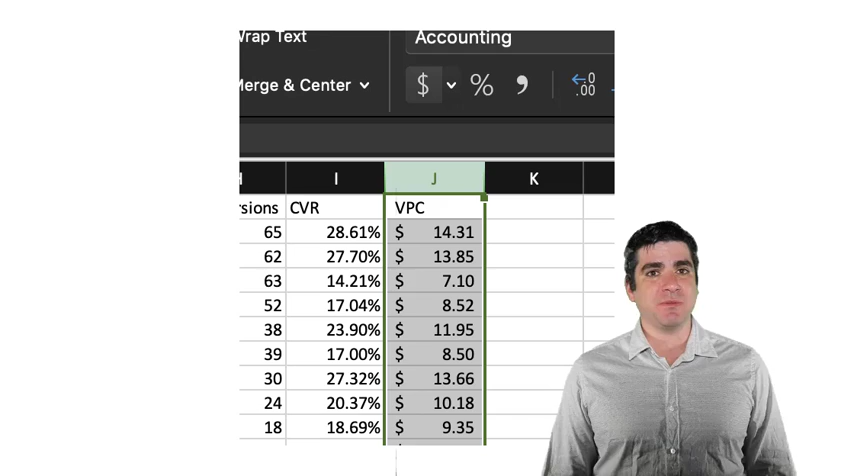 Wrap Text
Accounting
Merge & Center
$ % , .00
I J K
CVR VPC
65 28.61% $ 14.31
62 27.70% $ 13.85
63 14.21% $ 7.10
52 17.04% $ 8.52
38 23.90% $ 11.95
39 17.00% $ 8.50
30 27.32% $ 13.66
24 20.37% $ 10.18
18 18.69% $ 9.35